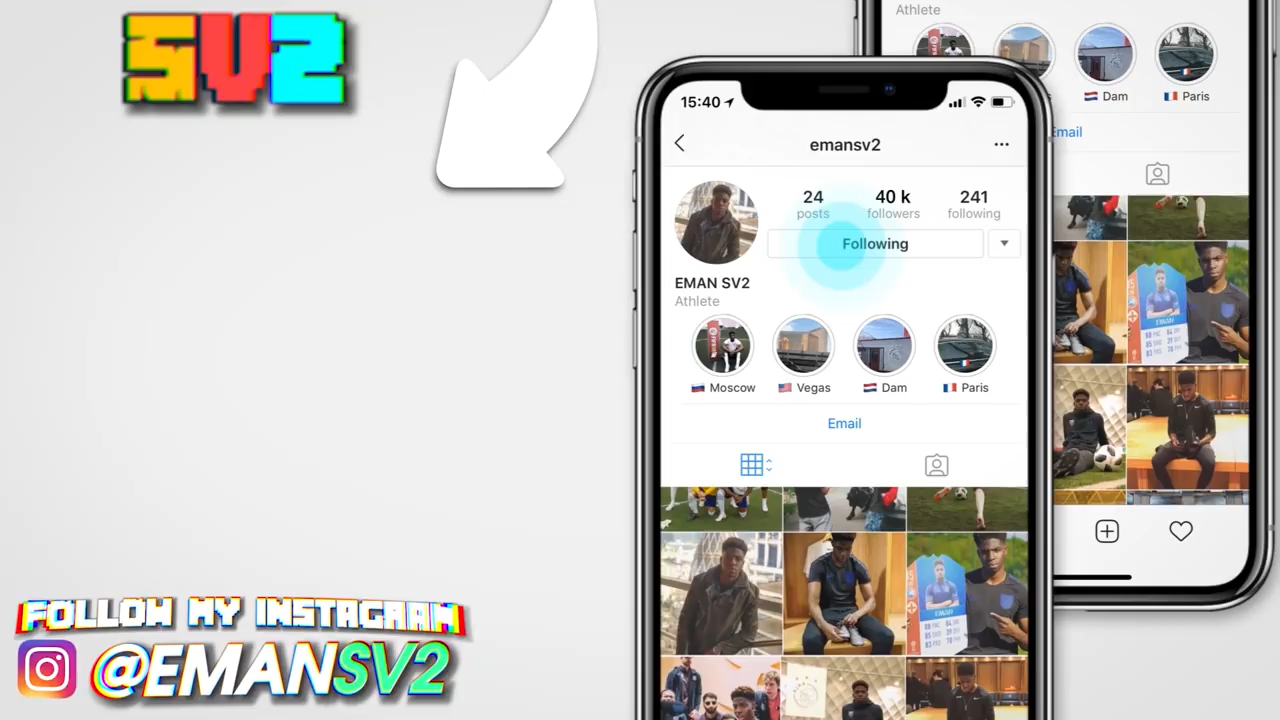 SV2
Athlete
Dam
Paris
Email
15:40
emansv2
24
40 k
241
posts
followers
following
Following
EMAN SV2
Athlete
Moscow
Vegas
Dam
Paris
Email
FOLLOW MY INSTAGRAM
@EMANSV2